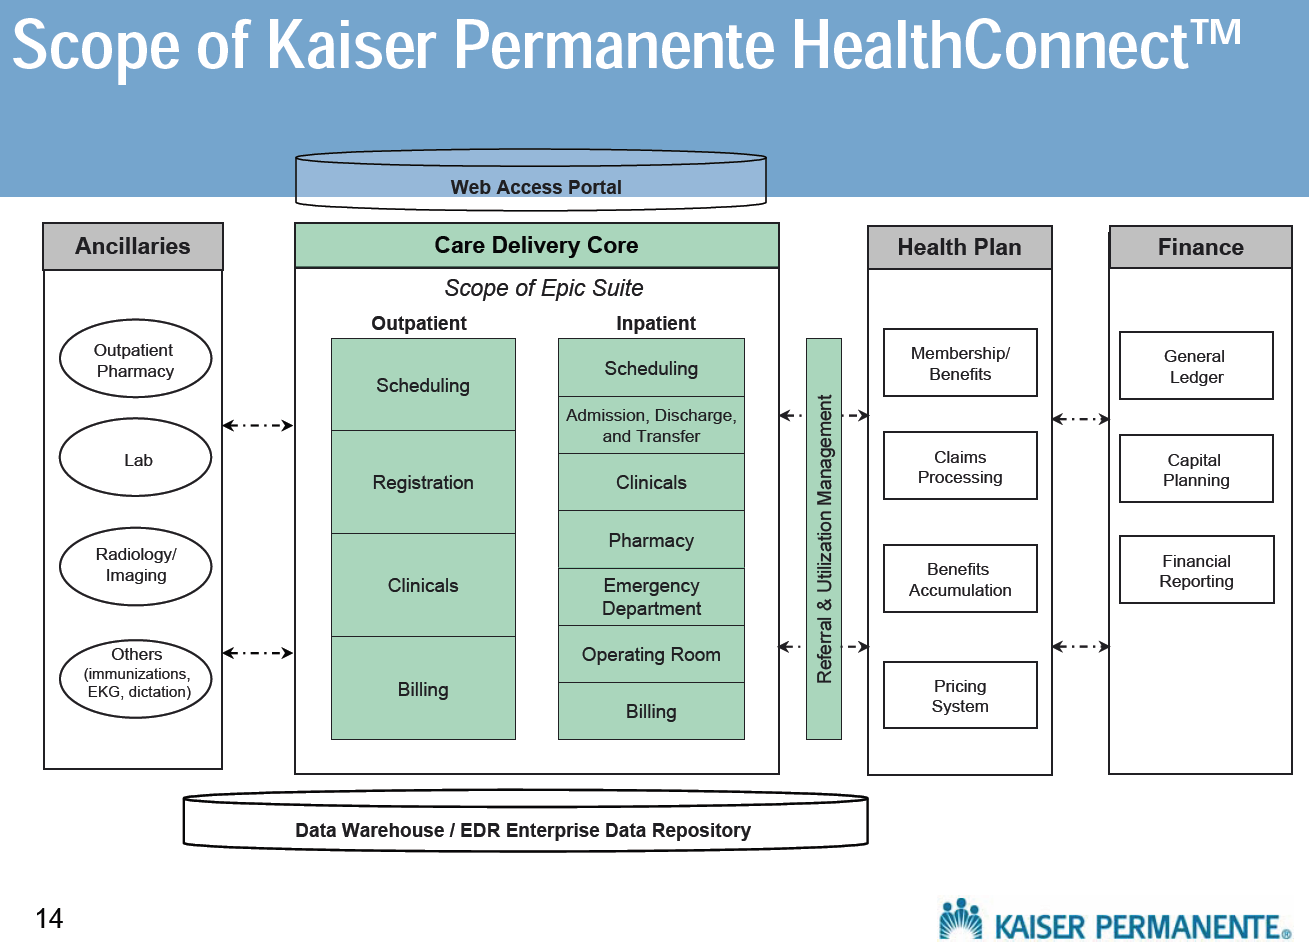 Scope of Kaiser Permanente HealthConnect™
Web Access Portal
Ancillaries
Outpatient
Pharmacy
Lab
Radiology/
Imaging
Others
(immunizations,
EKG, dictation)
Care Delivery Core
Scope of Epic Suite
Outpatient
Scheduling
Registration
Clinicals
Billing
Inpatient
Scheduling
Admission, Discharge,
and Transfer
Clinicals
Pharmacy
Emergency
Department
Operating Room
Billing
Referral & Utilization Management
Health Plan
Membership/
Benefits
Claims
Processing
Benefits
Accumulation
Pricing
System
Finance
General
Ledger
Capital
Planning
Financial
Reporting
Data Warehouse / EDR Enterprise Data Repository
14
KAISER PERMANENTE®